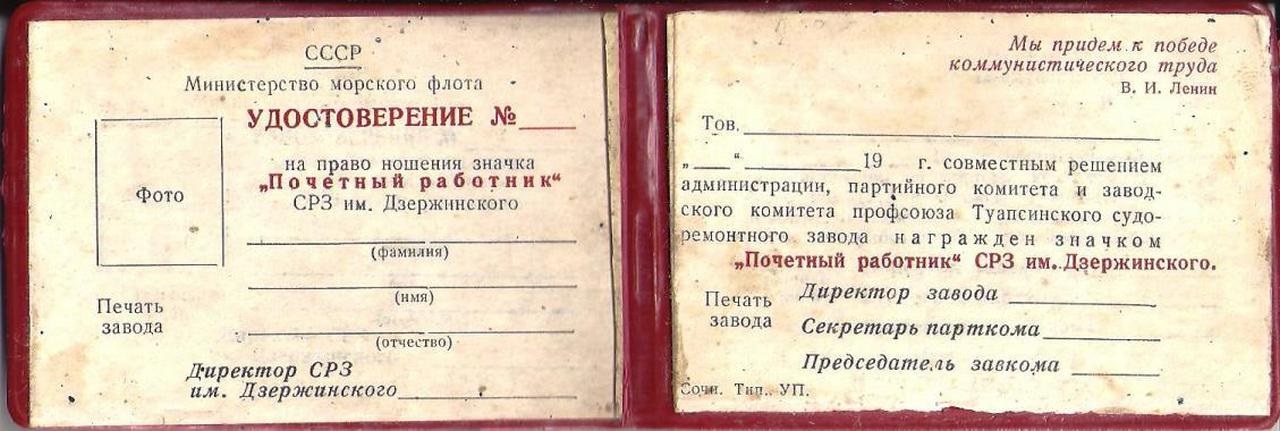 СССР
Министерство морского флота
УДОСТОВЕРЕНИЕ №___
на право ношения значка
„Почетный работник“
СРЗ им. Дзержинского
Фото
(фамилия)
(имя)
(отчество)
Печать
завода
Директор СРЗ
им. Дзержинского
Мы придем к победе
коммунистического труда
В. И. Ленин
Тов.
„___“__________19 г. совместным решением
администрации, партийного комитета и завод-
ского комитета профсоюза Туапсинского судо-
ремонтного завода награжден значком
„Почетный работник“ СРЗ им. Дзержинского.
Печать
завода
Директор завода
Секретарь парткома
Председатель завкома
Сочи. Тип. УП.